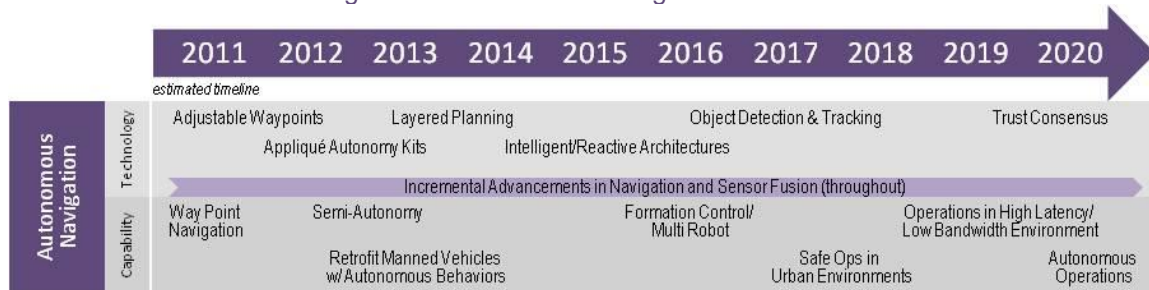 2011 2012 2013 2014 2015 2016 2017 2018 2019 2020
estimated timeline
Autonomous
Navigation
Technology
Adjustable Waypoints Layered Planning Object Detection & Tracking Trust Consensus
Appliqué Autonomy Kits Intelligent/Reactive Architectures
Incremental Advancements in Navigation and Sensor Fusion (throughout)
Capability
Way Point
Navigation
Semi-Autonomy
Formation Control/
Multi Robot
Operations in High Latency/
Low Bandwidth Environment
Retrofit Manned Vehicles
w/Autonomous Behaviors
Safe Ops in
Urban Environments
Autonomous
Operations